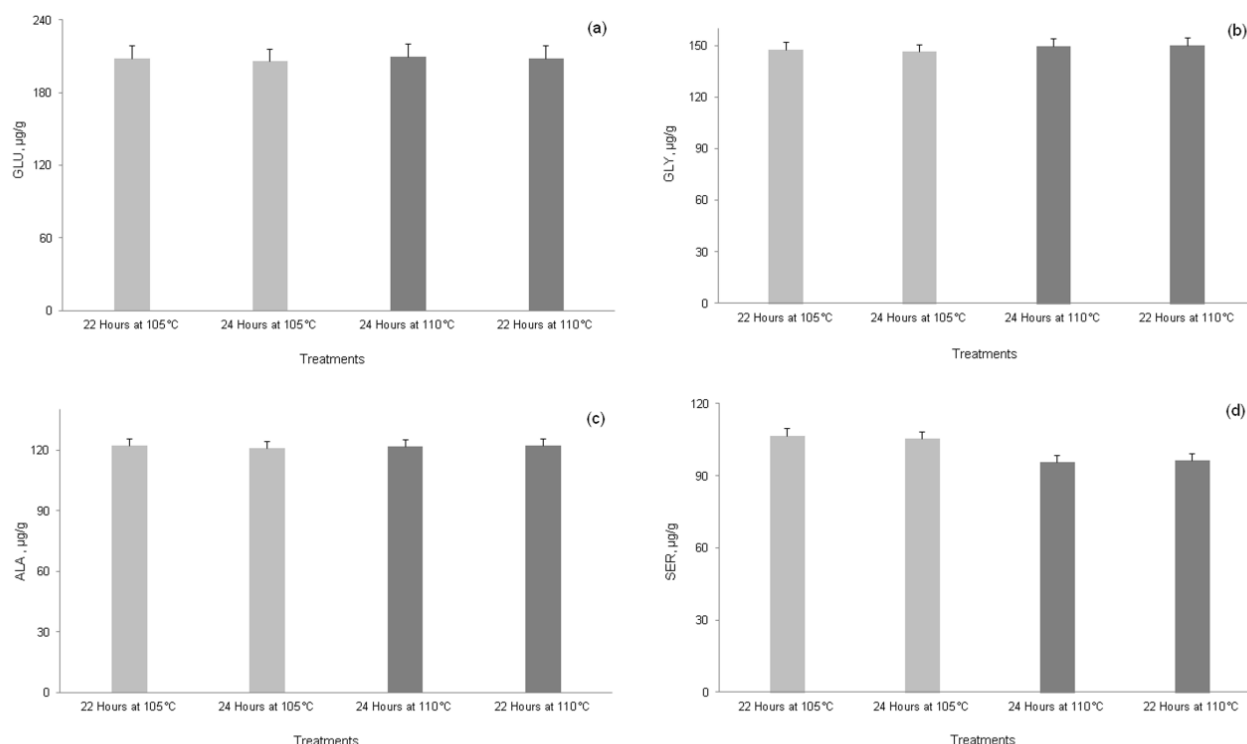 (a)
240
180
120
60
0
GLU, µg/g
22 Hours at 105°C 24 Hours at 105°C 24 Hours at 110°C 22 Hours at 110°C
Treatments
(b)
150
120
90
60
30
0
GLY, µg/g
22 Hours at 105°C 24 Hours at 105°C 24 Hours at 110°C 22 Hours at 110°C
Treatments
(c)
120
90
60
30
0
ALA , µg/g
22 Hours at 105°C 24 Hours at 105°C 24 Hours at 110°C 22 Hours at 110°C
Treatments
(d)
120
90
60
30
0
SER, µg/g
22 Hours at 105°C 24 Hours at 105°C 24 Hours at 110°C 22 Hours at 110°C
Treatments